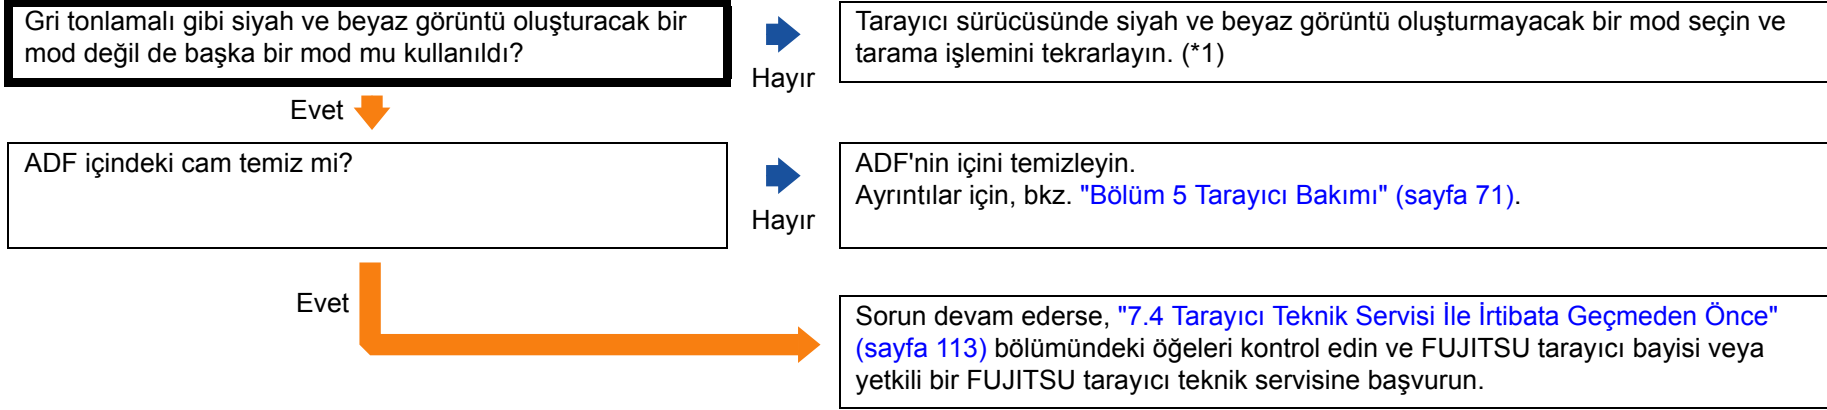 Gri tonlamalı gibi siyah ve beyaz görüntü oluşturacak bir
mod değil de başka bir mod mu kullanıldı?
Hayır
Tarayıcı sürücüsünde siyah ve beyaz görüntü oluşturmayacak bir mod seçin ve
tarama işlemini tekrarlayın. (*1)
Evet
ADF içindeki cam temiz mi?
Hayır
ADF'nin içini temizleyin.
Ayrıntılar için, bkz. "Bölüm 5 Tarayıcı Bakımı" (sayfa 71).
Evet
Sorun devam ederse, "7.4 Tarayıcı Teknik Servisi İle İrtibata Geçmeden Önce"
(sayfa 113) bölümündeki öğeleri kontrol edin ve FUJITSU tarayıcı bayisi veya
yetkili bir FUJITSU tarayıcı teknik servisine başvurun.